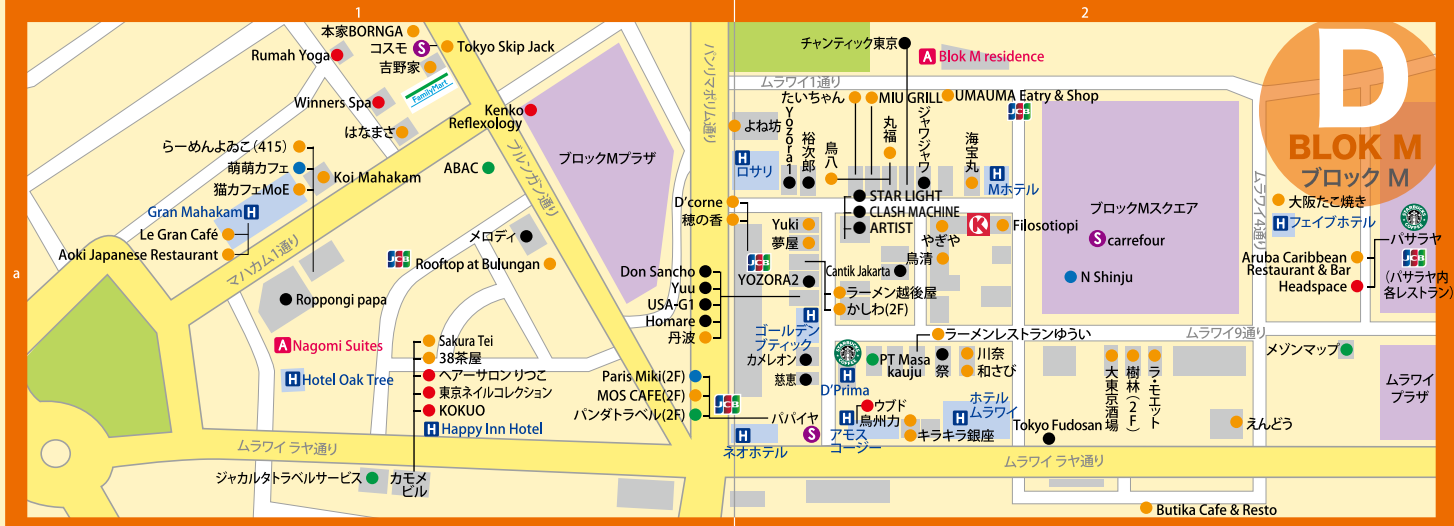 1
2
a
D
BLOK M
ブロック M
本家BORNGA
コスモ
S
Tokyo Skip Jack
Rumah Yoga
吉野家
FamilyMart
Winners Spa
Kenko
Reflexology
はなまさ
らーめんよゐこ(415)
萌萌カフェ
Koi Mahakam
猫カフェMoE
ABAC
Gran Mahakam
H
Le Gran Café
Aoki Japanese Restaurant
マハカム1通り
メロディ
JCB
Rooftop at Bulungan
Roppongi papa
ブルンガン通り
ブロックMプラザ
パンリマポリム通り
A
Nagomi Suites
H
Hotel Oak Tree
Sakura Tei
38茶屋
ヘアーサロン りつこ
東京ネイルコレクション
KOKUO
H
Happy Inn Hotel
ムラワイ ラヤ通り
ジャカルタトラベルサービス
カモメ
ビル
D'corne
穂の香
JCB
Don Sancho
Yuu
USA-G1
Homare
丹波
Paris Miki(2F)
MOS CAFE(2F)
パンダトラベル(2F)
JCB
パパイヤ
S
H
ネオホテル
チャンティック東京
A
Blok M residence
ムラワイ1通り
たいちゃん
MIU GRILL
UMAUMA Eatry & Shop
JCB
よね坊
Yozora1
裕次郎
鳥八
丸福
ジャワジャワ
海宝丸
H
ロサリ
H
Mホテル
STAR LIGHT
CLASH MACHINE
ARTIST
Yuki
夢屋
やぎや
K
Filosotiopi
鳥清
YOZORA2
Cantik Jakarta
ラーメン越後屋
かしわ(2F)
H
ゴールデン
ブティック
カメレオン
慈恵
ラーメンレストランゆうい
STARBUCKS
PT Masa
kauju
祭
川奈
和さび
H
D'Prima
ウブド
H
鳥州力
アモス
コージー
キラキラ銀座
H
ホテル
ムラワイ
Tokyo Fudosan
大東京酒場
樹林(2F)
ラ・モエット
えんどう
ムラワイ ラヤ通り
Butika Cafe & Resto
ブロックMスクエア
S
carrefour
N Shinju
ムラワイ9通り
ムラワイ4通り
大阪たこ焼き
H
フェイブホテル
STARBUCKS
パサラヤ
JCB
(パサラヤ内
各レストラン)
Aruba Caribbean
Restaurant & Bar
Headspace
メゾンマップ
ムラワイ
プラザ